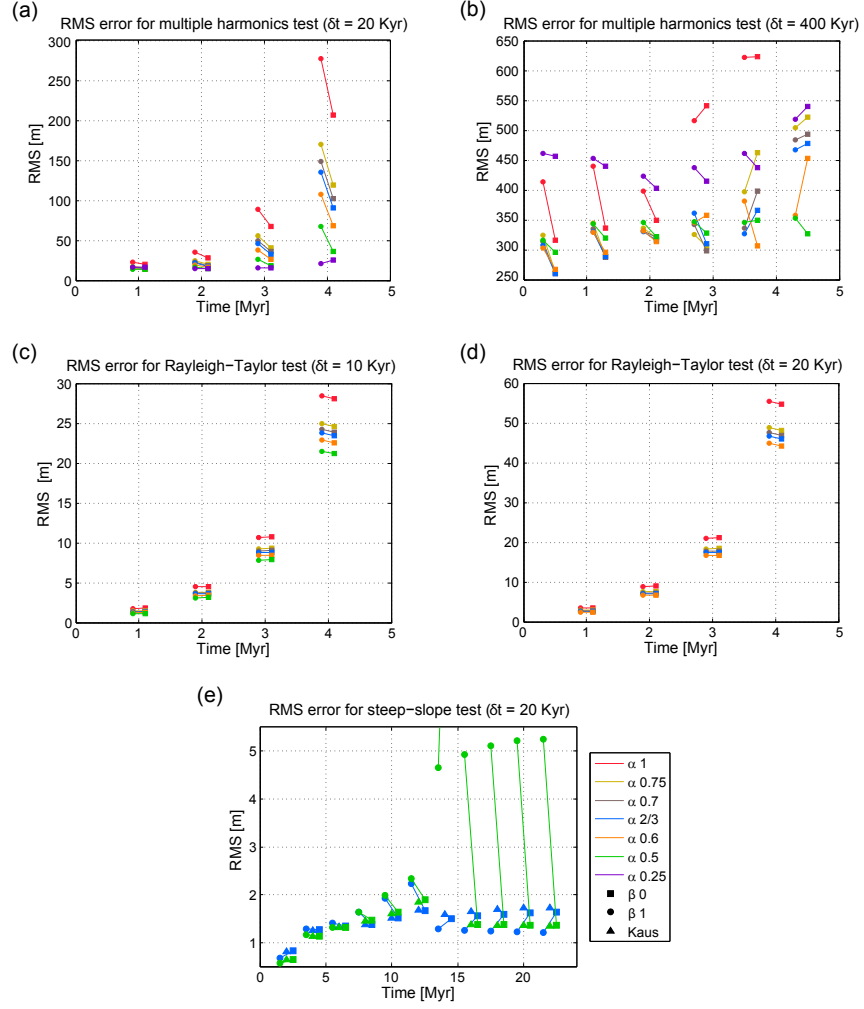 (a)
RMS error for multiple harmonics test (δt = 20 Kyr)
300
250
200
150
100
50
0
RMS [m]
0 1 2 3 4 5
Time [Myr]
(b)
RMS error for multiple harmonics test (δt = 400 Kyr)
650
600
550
500
450
400
350
300
250
RMS [m]
0 1 2 3 4 5
Time [Myr]
(c)
RMS error for Rayleigh−Taylor test (δt = 10 Kyr)
30
25
20
15
10
5
0
RMS [m]
0 1 2 3 4 5
Time [Myr]
(d)
RMS error for Rayleigh−Taylor test (δt = 20 Kyr)
60
50
40
30
20
10
0
RMS [m]
0 1 2 3 4 5
Time [Myr]
(e)
RMS error for steep−slope test (δt = 20 Kyr)
5
4
3
2
1
RMS [m]
0 5 10 15 20
Time [Myr]
α 1
α 0.75
α 0.7
α 2/3
α 0.6
α 0.5
α 0.25
β 0
β 1
Kaus